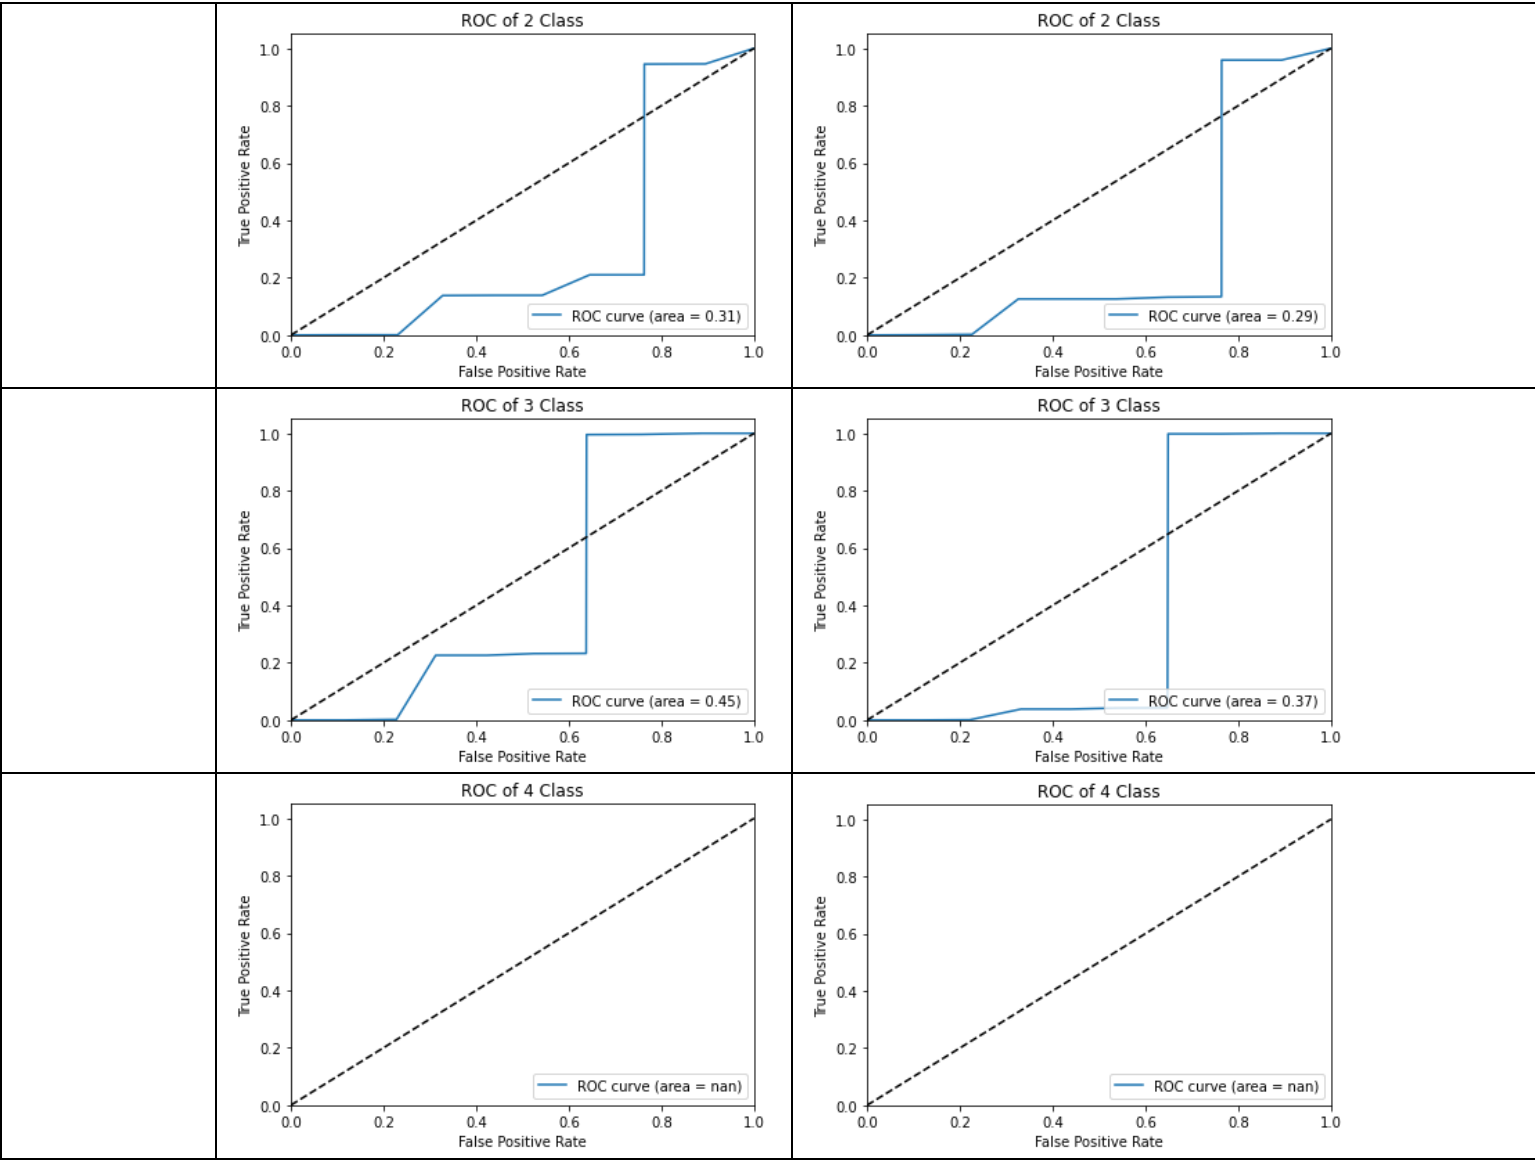 ROC of 2 Class
1.0
0.8
0.6
0.4
0.2
0.0
True Positive Rate
ROC curve (area = 0.31)
0.0 0.2 0.4 0.6 0.8 1.0
False Positive Rate
ROC of 2 Class
1.0
0.8
0.6
0.4
0.2
0.0
True Positive Rate
ROC curve (area = 0.29)
0.0 0.2 0.4 0.6 0.8 1.0
False Positive Rate
ROC of 3 Class
1.0
0.8
0.6
0.4
0.2
0.0
True Positive Rate
ROC curve (area = 0.45)
0.0 0.2 0.4 0.6 0.8 1.0
False Positive Rate
ROC of 3 Class
1.0
0.8
0.6
0.4
0.2
0.0
True Positive Rate
ROC curve (area = 0.37)
0.0 0.2 0.4 0.6 0.8 1.0
False Positive Rate
ROC of 4 Class
1.0
0.8
0.6
0.4
0.2
0.0
True Positive Rate
ROC curve (area = nan)
0.0 0.2 0.4 0.6 0.8 1.0
False Positive Rate
ROC of 4 Class
1.0
0.8
0.6
0.4
0.2
0.0
True Positive Rate
ROC curve (area = nan)
0.0 0.2 0.4 0.6 0.8 1.0
False Positive Rate